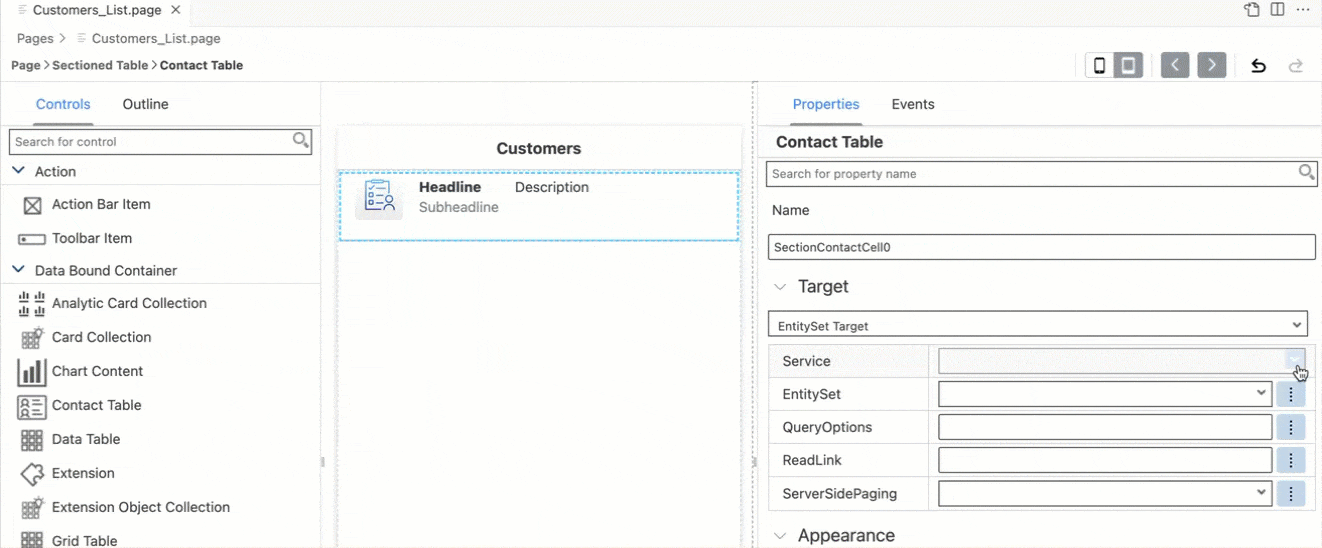 Customers_List.page
Pages > Customers_List.page
Page > Sectioned Table > Contact Table
Controls Outline
Search for control
Action
Action Bar Item
Toolbar Item
Data Bound Container
Analytic Card Collection
Card Collection
Chart Content
Contact Table
Data Table
Extension
Extension Object Collection
Grid Table
Customers
Headline Description
Subheadline
Properties Events
Contact Table
Search for property name
Name
SectionContactCell0
Target
EntitySet Target
Service
EntitySet
QueryOptions
ReadLink
ServerSidePaging
Appearance